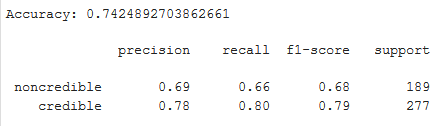 Accuracy: 0.7424892703862661
precision recall f1-score support
noncredible 0.69 0.66 0.68 189
credible 0.78 0.80 0.79 277